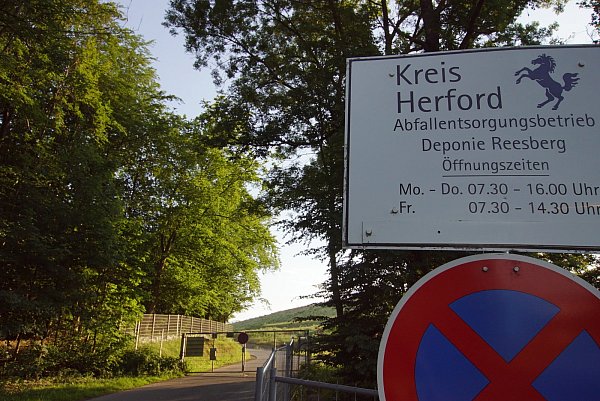 Kreis
Herford
Abfallentsorgungsbetrieb
Deponie Reesberg
Öffnungszeiten
Mo. - Do. 07.30 - 16.00 Uhr
Fr. 07.30 - 14.30 Uhr